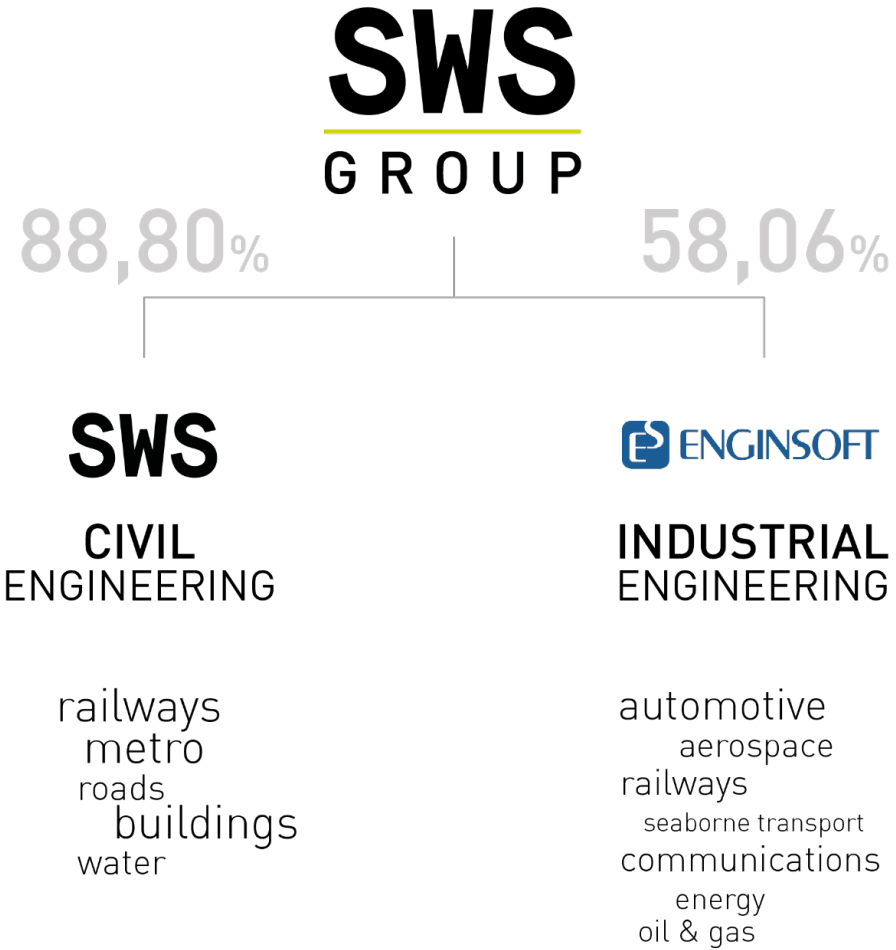 SWS
GROUP
88,80%
58,06%
SWS
CIVIL
ENGINEERING
railways
metro
roads
buildings
water
ES ENGINSOFT
INDUSTRIAL
ENGINEERING
automotive
aerospace
railways
seaborne transport
communications
energy
oil & gas